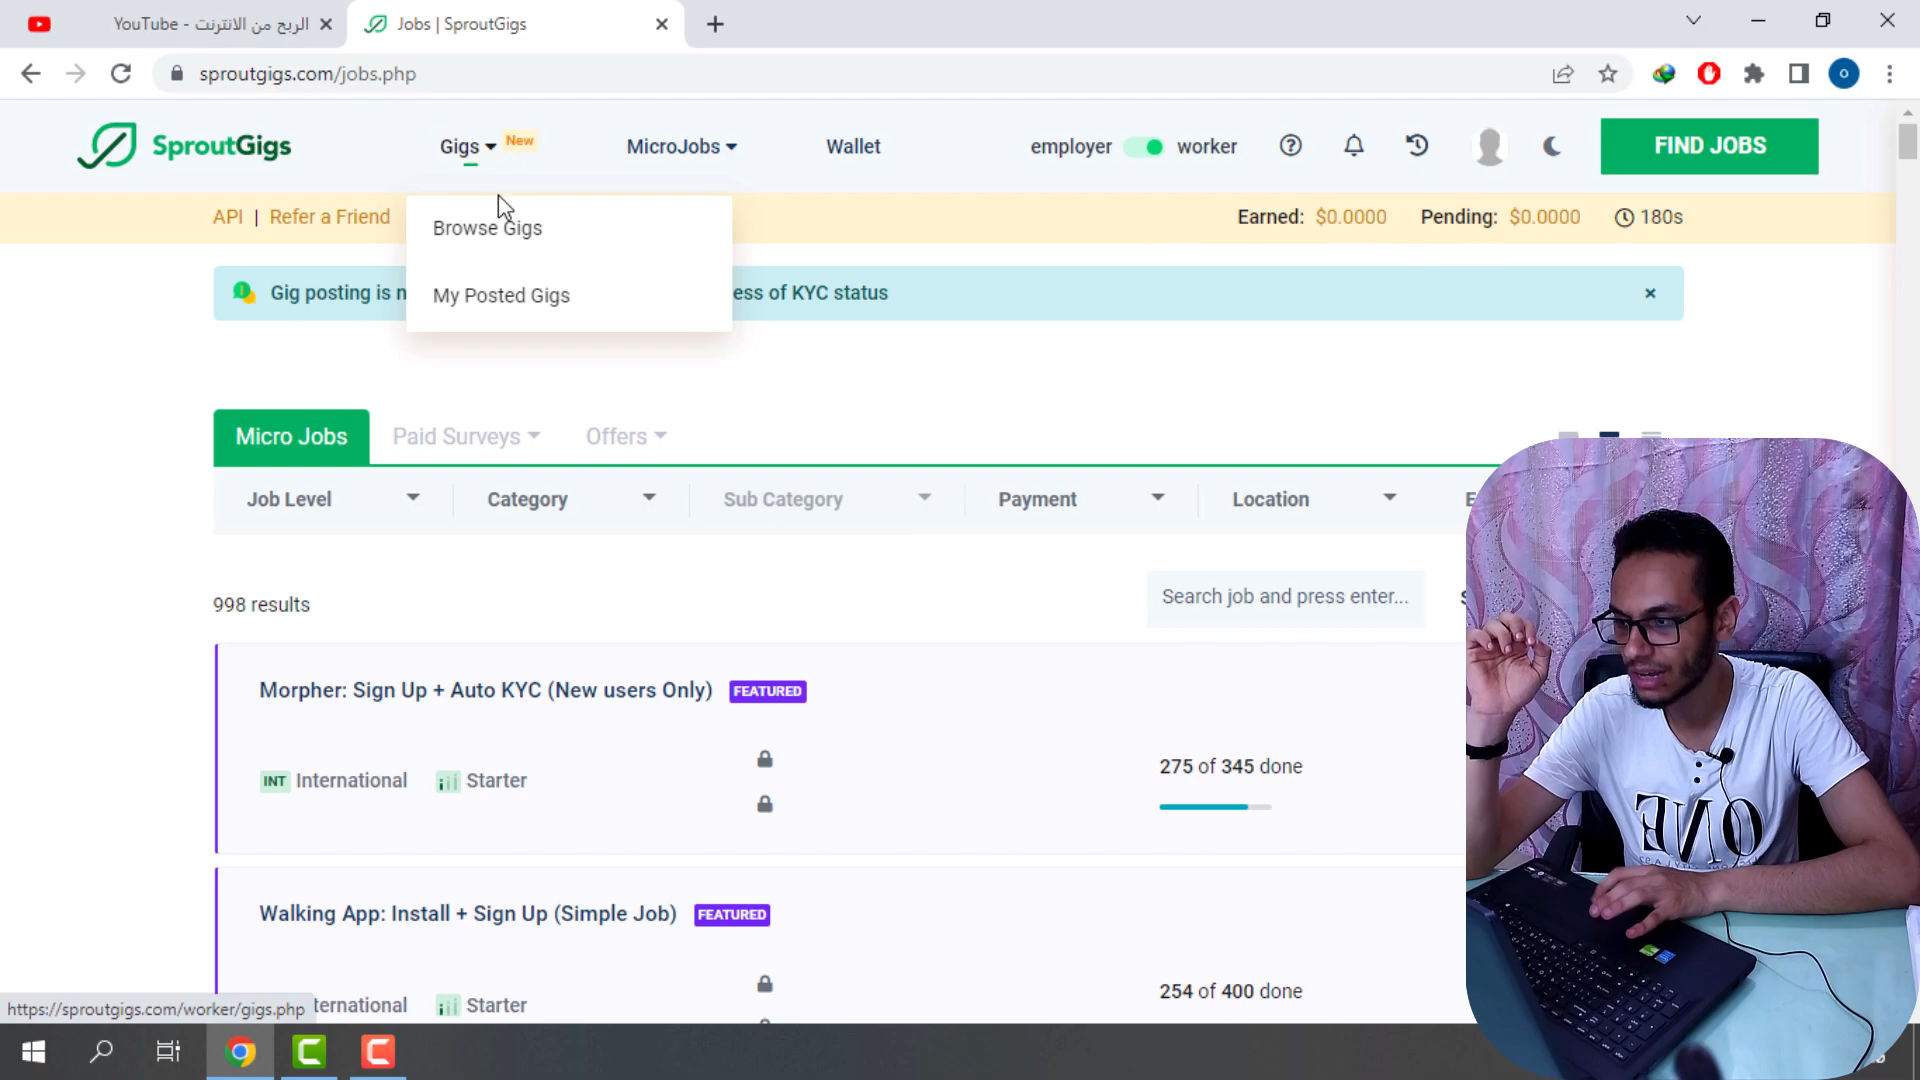 الربح من الانترنت - YouTube
Jobs | SproutGigs
sproutgigs.com/jobs.php
SproutGigs
Gigs
New
MicroJobs
Wallet
employer
worker
FIND JOBS
API | Refer a Friend
Earned: $0.0000
Pending: $0.0000
180s
Browse Gigs
My Posted Gigs
Gig posting is n
ess of KYC status
Micro Jobs
Paid Surveys
Offers
Job Level
Category
Sub Category
Payment
Location
998 results
Search job and press enter...
Morpher: Sign Up + Auto KYC (New users Only)
FEATURED
INT International
Starter
275 of 345 done
Walking App: Install + Sign Up (Simple Job)
FEATURED
ternational
Starter
254 of 400 done
https://sproutgigs.com/worker/gigs.php
ONE